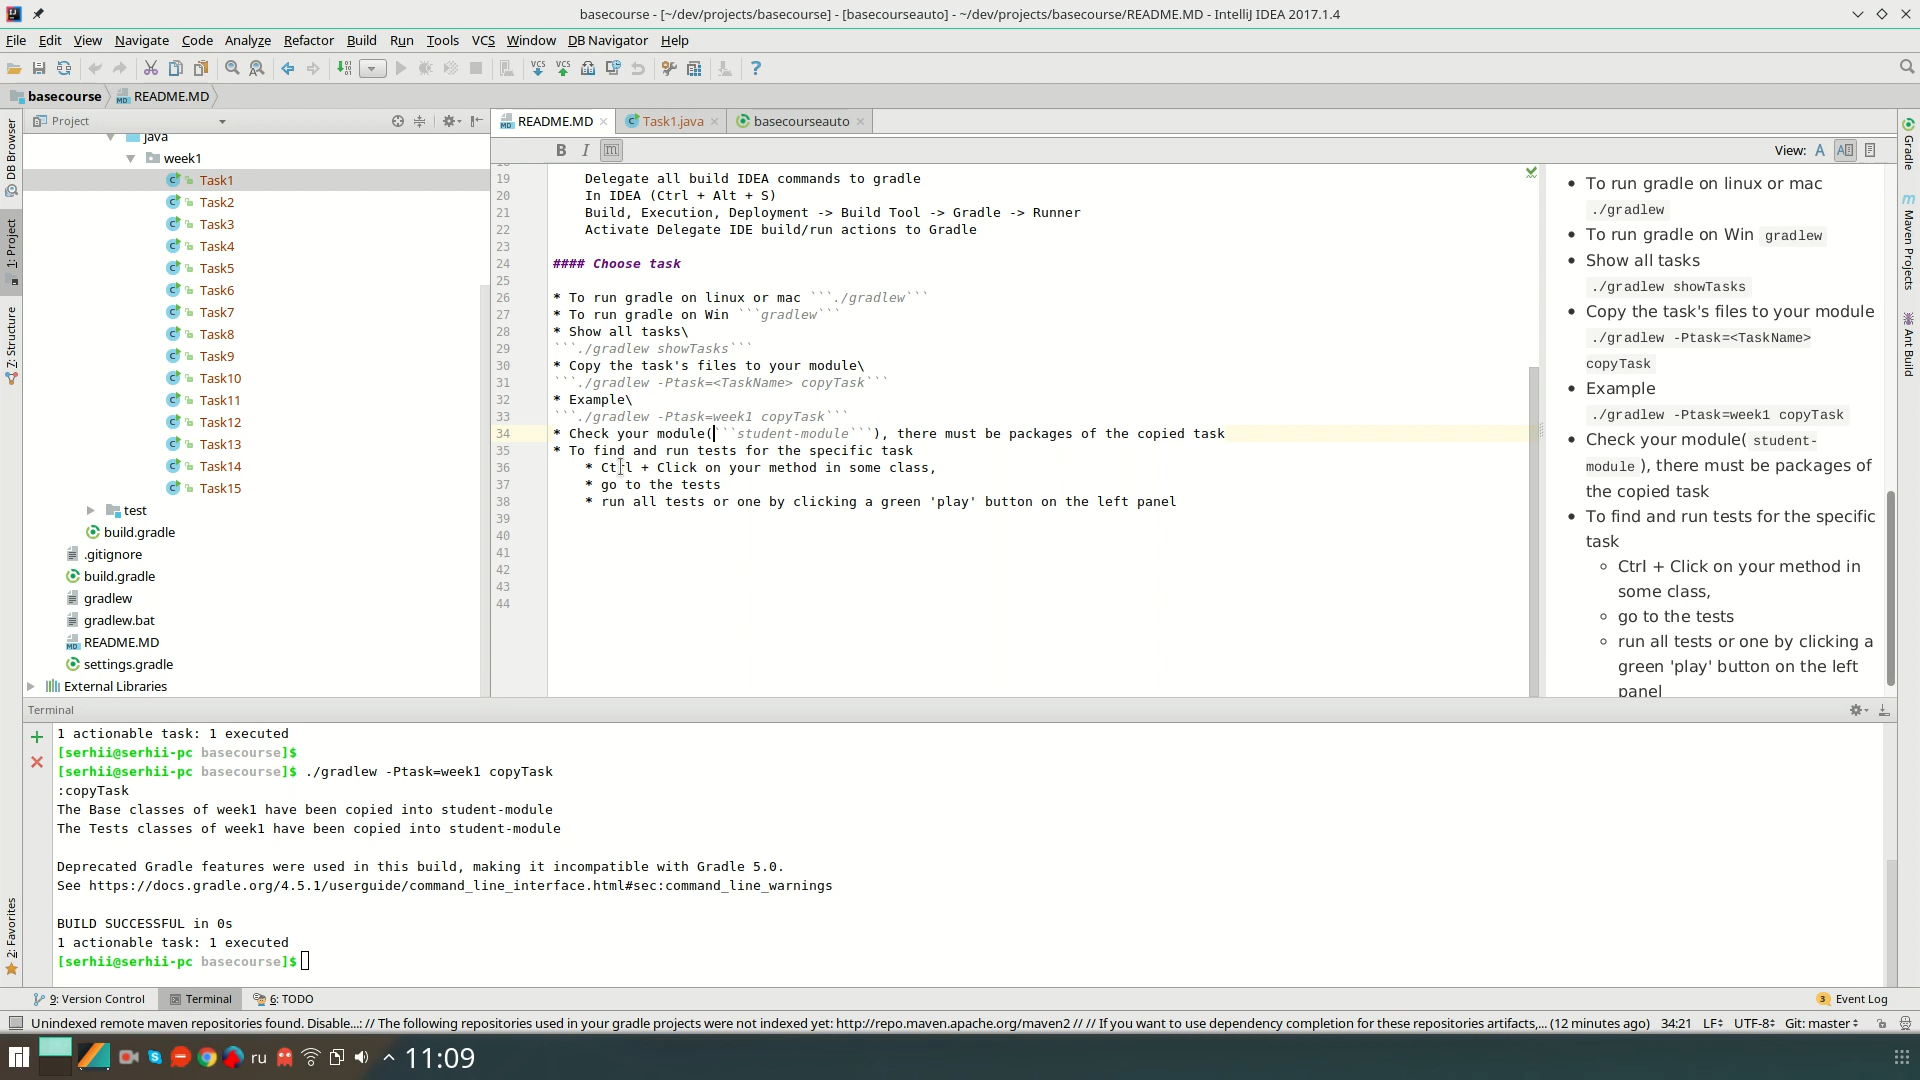 basecourse - [~/dev/projects/basecourse] - [basecourseauto] - ~/dev/projects/basecourse/README.MD - IntelliJ IDEA 2017.1.4
File Edit View Navigate Code Analyze Refactor Build Run Tools VCS Window DB Navigator Help
basecourse README.MD
Project
README.MD Task1.java basecourseauto
B I m
View: A
DB Browser
1: Project
7: Structure
2: Favorites
java
week1
Task1
Task2
Task3
Task4
Task5
Task6
Task7
Task8
Task9
Task10
Task11
Task12
Task13
Task14
Task15
test
build.gradle
.gitignore
build.gradle
gradlew
gradlew.bat
README.MD
settings.gradle
External Libraries
19 Delegate all build IDEA commands to gradle
20 In IDEA (Ctrl + Alt + S)
21 Build, Execution, Deployment -> Build Tool -> Gradle -> Runner
22 Activate Delegate IDE build/run actions to Gradle
23
24 #### Choose task
25
26 * To run gradle on linux or mac ```./gradlew```
27 * To run gradle on Win ```gradlew```
28 * Show all tasks\
29 ```./gradlew showTasks```
30 * Copy the task's files to your module\
31 ```./gradlew -Ptask=<TaskName> copyTask```
32 * Example\
33 ```./gradlew -Ptask=week1 copyTask```
34 * Check your module(```student-module```), there must be packages of the copied task
35 * To find and run tests for the specific task
36 * Ctrl + Click on your method in some class,
37 * go to the tests
38 * run all tests or one by clicking a green 'play' button on the left panel
39
40
41
42
43
44
• To run gradle on linux or mac
./gradlew
• To run gradle on Win gradlew
• Show all tasks
./gradlew showTasks
• Copy the task's files to your module
./gradlew -Ptask=<TaskName>
copyTask
• Example
./gradlew -Ptask=week1 copyTask
• Check your module( student-
module ), there must be packages of
the copied task
• To find and run tests for the specific
task
◦ Ctrl + Click on your method in
some class,
◦ go to the tests
◦ run all tests or one by clicking a
green 'play' button on the left
panel
Gradle
Maven Projects
Ant Build
Terminal
1 actionable task: 1 executed
[serhii@serhii-pc basecourse]$
[serhii@serhii-pc basecourse]$ ./gradlew -Ptask=week1 copyTask
:copyTask
The Base classes of week1 have been copied into student-module
The Tests classes of week1 have been copied into student-module
Deprecated Gradle features were used in this build, making it incompatible with Gradle 5.0.
See https://docs.gradle.org/4.5.1/userguide/command_line_interface.html#sec:command_line_warnings
BUILD SUCCESSFUL in 0s
1 actionable task: 1 executed
[serhii@serhii-pc basecourse]$
9: Version Control Terminal 6: TODO 3 Event Log
Unindexed remote maven repositories found. Disable...: // The following repositories used in your gradle projects were not indexed yet: http://repo.maven.apache.org/maven2 // // If you want to use dependency completion for these repositories artifacts,... (12 minutes ago) 34:21 LF÷ UTF-8÷ Git: master÷
ru 11:09